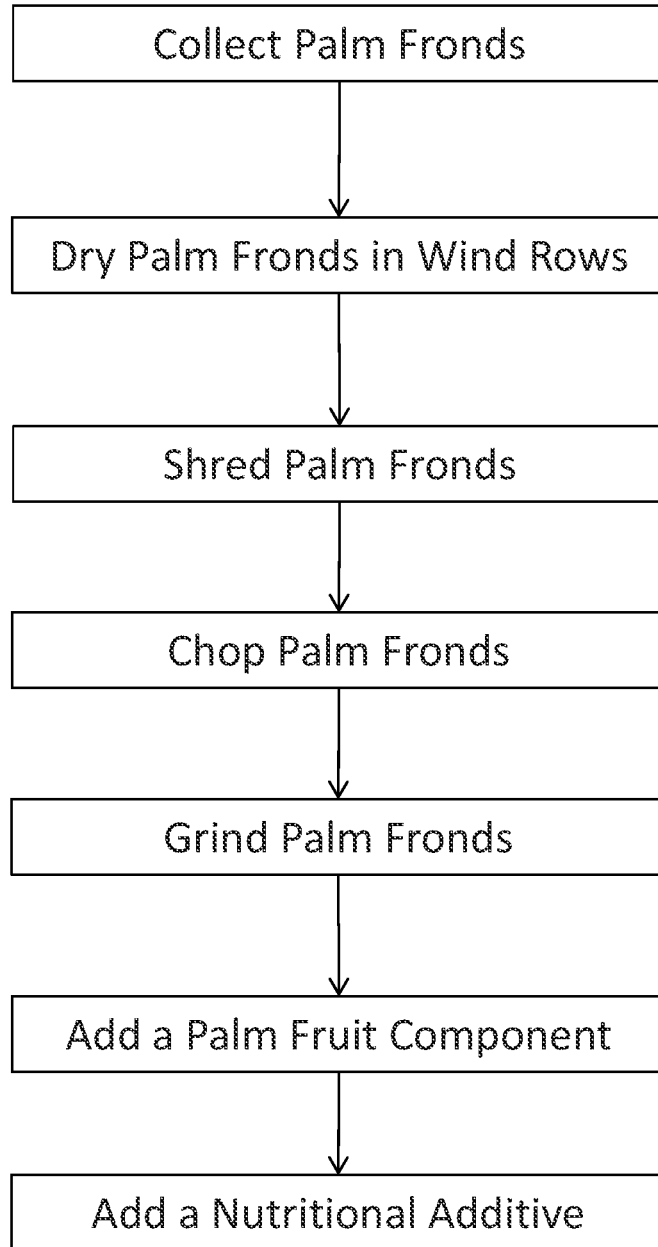 Collect Palm Fronds
Dry Palm Fronds in Wind Rows
Shred Palm Fronds
Chop Palm Fronds
Grind Palm Fronds
Add a Palm Fruit Component
Add a Nutritional Additive